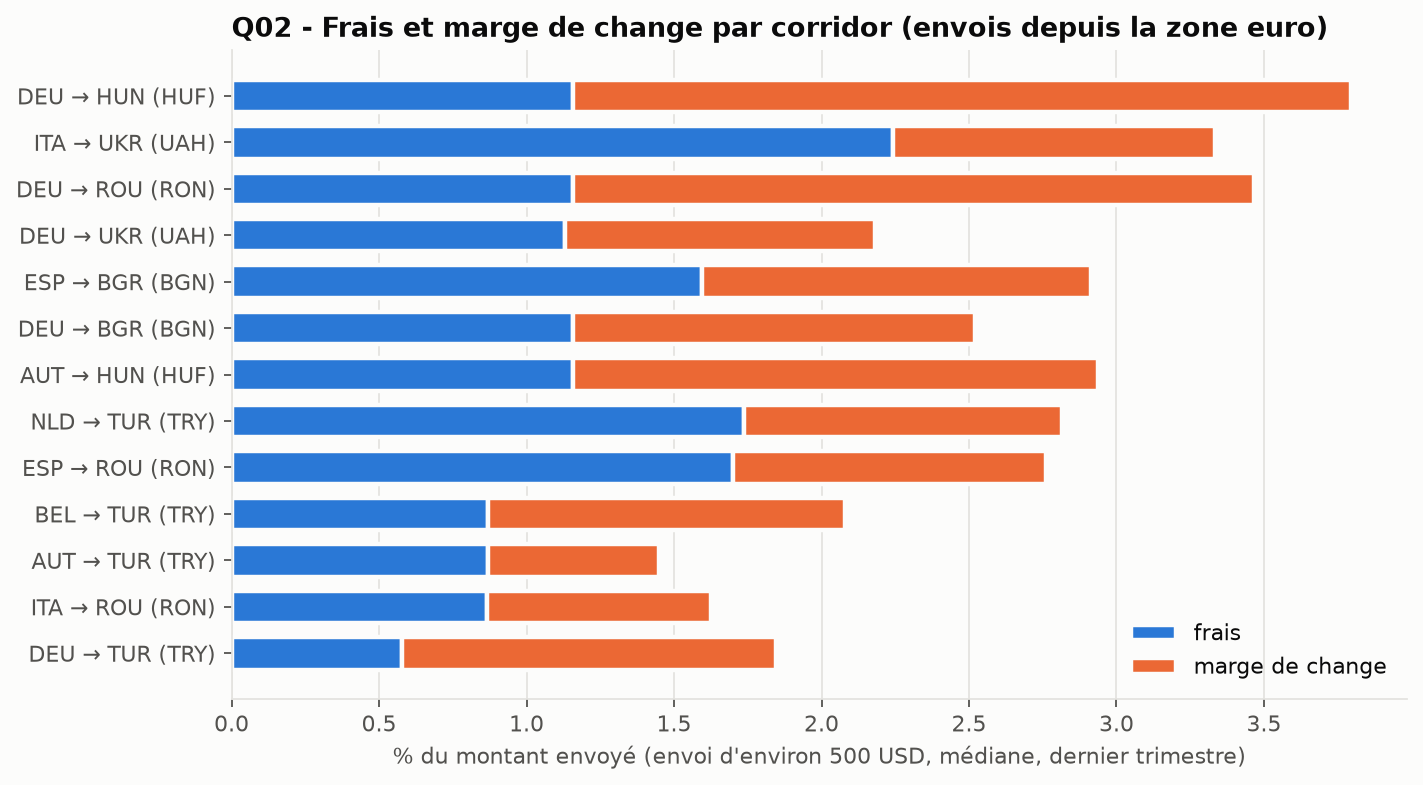 Q02 - Frais et marge de change par corridor (envois depuis la zone euro)
DEU → HUN (HUF)
ITA → UKR (UAH)
DEU → ROU (RON)
DEU → UKR (UAH)
ESP → BGR (BGN)
DEU → BGR (BGN)
AUT → HUN (HUF)
NLD → TUR (TRY)
ESP → ROU (RON)
BEL → TUR (TRY)
AUT → TUR (TRY)
ITA → ROU (RON)
DEU → TUR (TRY)
frais
marge de change
0.0 0.5 1.0 1.5 2.0 2.5 3.0 3.5
% du montant envoyé (envoi d'environ 500 USD, médiane, dernier trimestre)